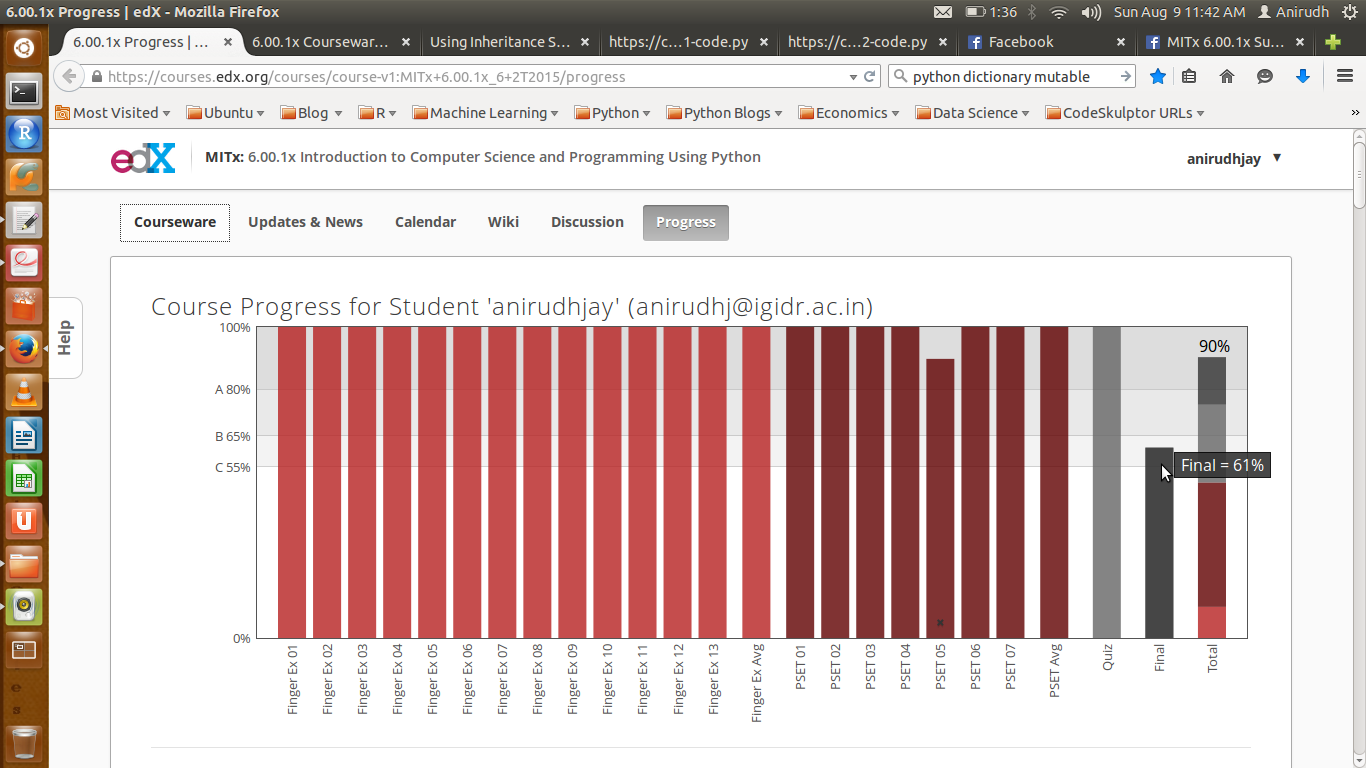 6.00.1x Progress | edX - Mozilla Firefox
1:36
Sun Aug 9 11:42 AM
Anirudh
6.00.1x Progress | ...
6.00.1x Coursewar...
Using Inheritance S...
https://c...1-code.py
https://c...2-code.py
Facebook
MITx 6.00.1x Su...
https://courses.edx.org/courses/course-v1:MITx+6.00.1x_6+2T2015/progress
python dictionary mutable
Most Visited
Ubuntu
Blog
R
Machine Learning
Python
Python Blogs
Economics
Data Science
CodeSkulptor URLs
»
edX
MITx: 6.00.1x Introduction to Computer Science and Programming Using Python
anirudhjay
Courseware
Updates & News
Calendar
Wiki
Discussion
Progress
Help
Course Progress for Student 'anirudhjay' (anirudhj@igidr.ac.in)
100%
A 80%
B 65%
C 55%
0%
90%
Final = 61%
x
Finger Ex 01
Finger Ex 02
Finger Ex 03
Finger Ex 04
Finger Ex 05
Finger Ex 06
Finger Ex 07
Finger Ex 08
Finger Ex 09
Finger Ex 10
Finger Ex 11
Finger Ex 12
Finger Ex 13
Finger Ex Avg
PSET 01
PSET 02
PSET 03
PSET 04
PSET 05
PSET 06
PSET 07
PSET Avg
Quiz
Final
Total